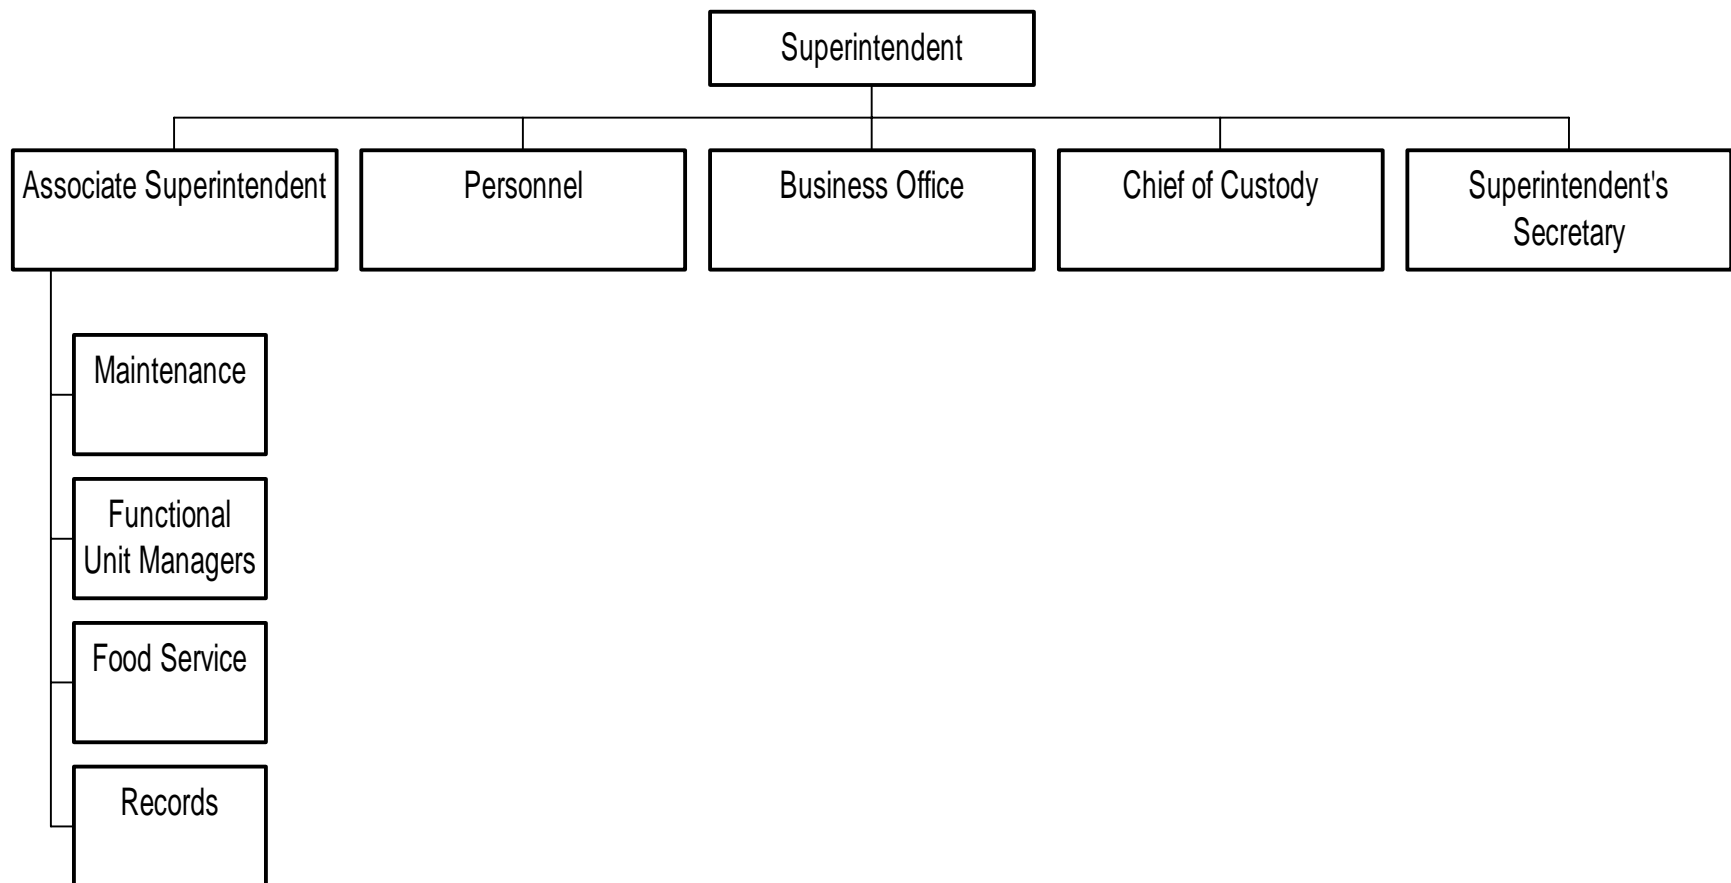 Superintendent
Associate Superintendent
Personnel
Business Office
Chief of Custody
Superintendent's
Secretary
Maintenance
Functional
Unit Managers
Food Service
Records